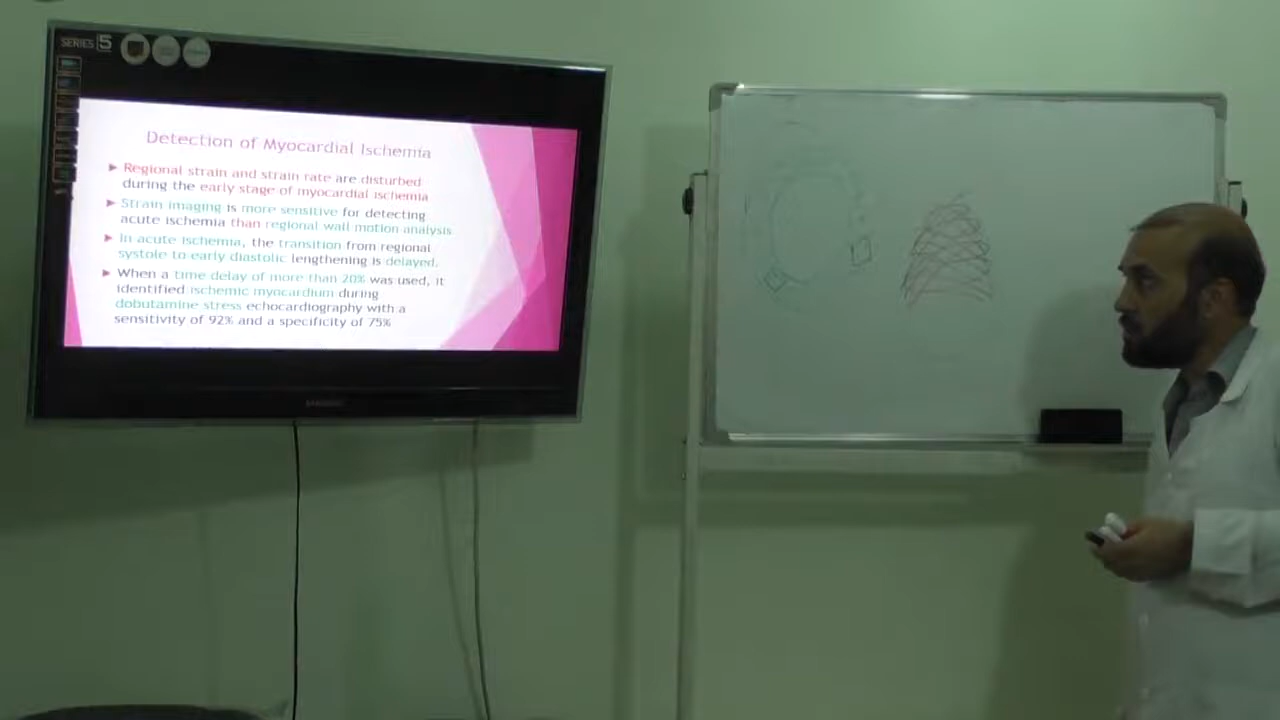 SERIES 5
Detection of Myocardial Ischemia
Regional strain and strain rate are disturbed
during the early stage of myocardial ischemia
Strain imaging is more sensitive for detecting
acute ischemia than regional wall motion analysis
In acute ischemia, the transition from regional
systole to early diastolic lengthening is delayed.
When a time delay of more than 20% was used, it
identified ischemic myocardium during
dobutamine stress echocardiography with a
sensitivity of 92% and a specificity of 75%
SAMSUNG